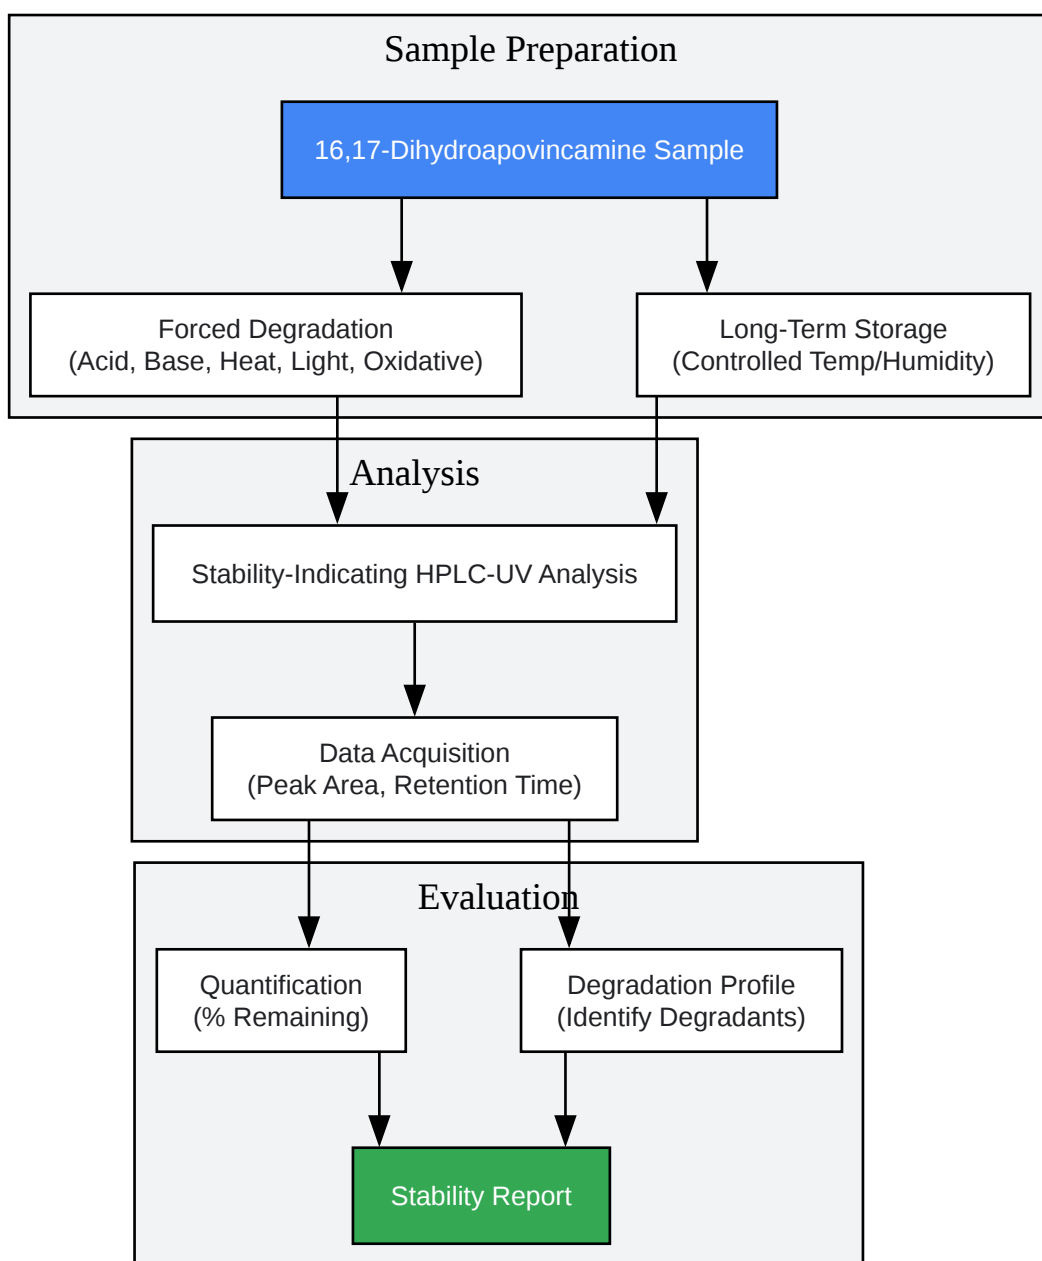 Sample Preparation
16,17-Dihydroapovincamine Sample
Forced Degradation
(Acid, Base, Heat, Light, Oxidative)
Long-Term Storage
(Controlled Temp/Humidity)
Analysis
Stability-Indicating HPLC-UV Analysis
Data Acquisition
(Peak Area, Retention Time)
Evaluation
Quantification
(% Remaining)
Degradation Profile
(Identify Degradants)
Stability Report